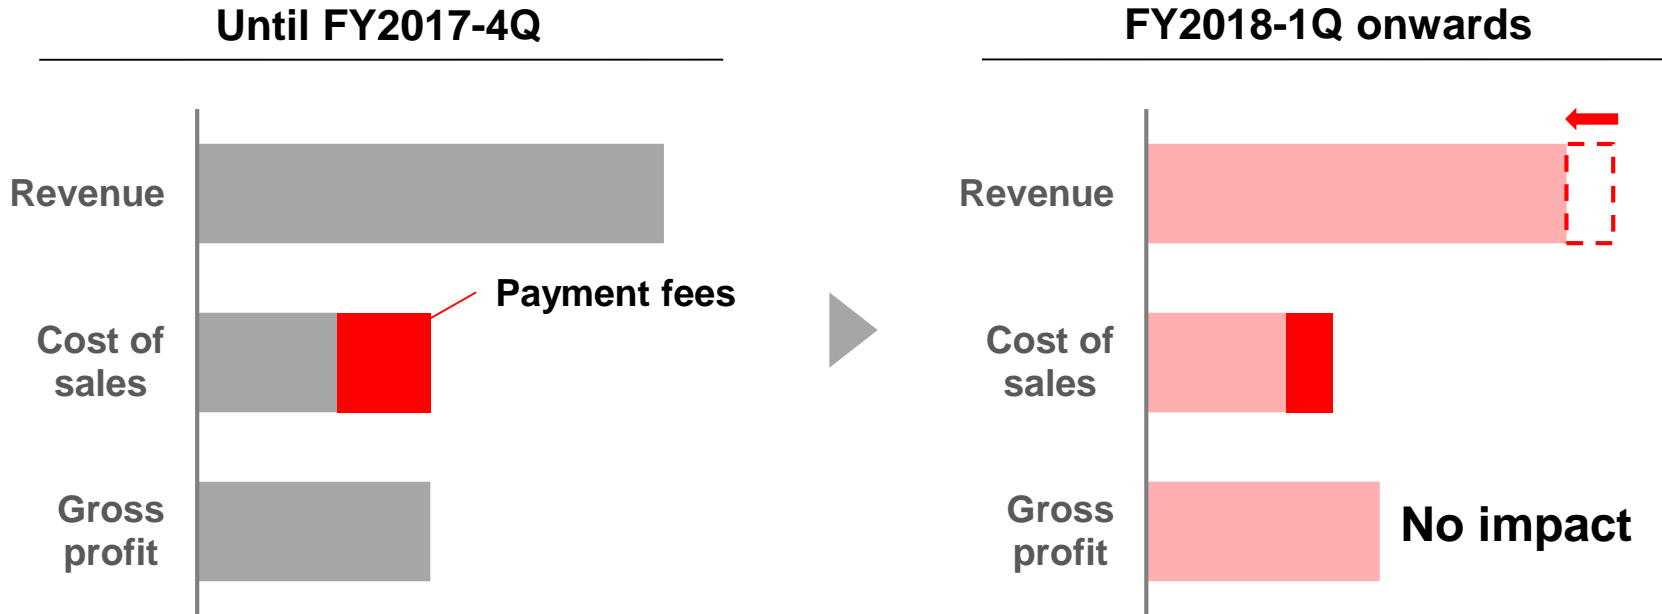 Until FY2017-4Q
Revenue
Payment fees
Cost of
sales
Gross
profit
FY2018-1Q onwards
Revenue
Cost of
sales
Gross
profit
No impact